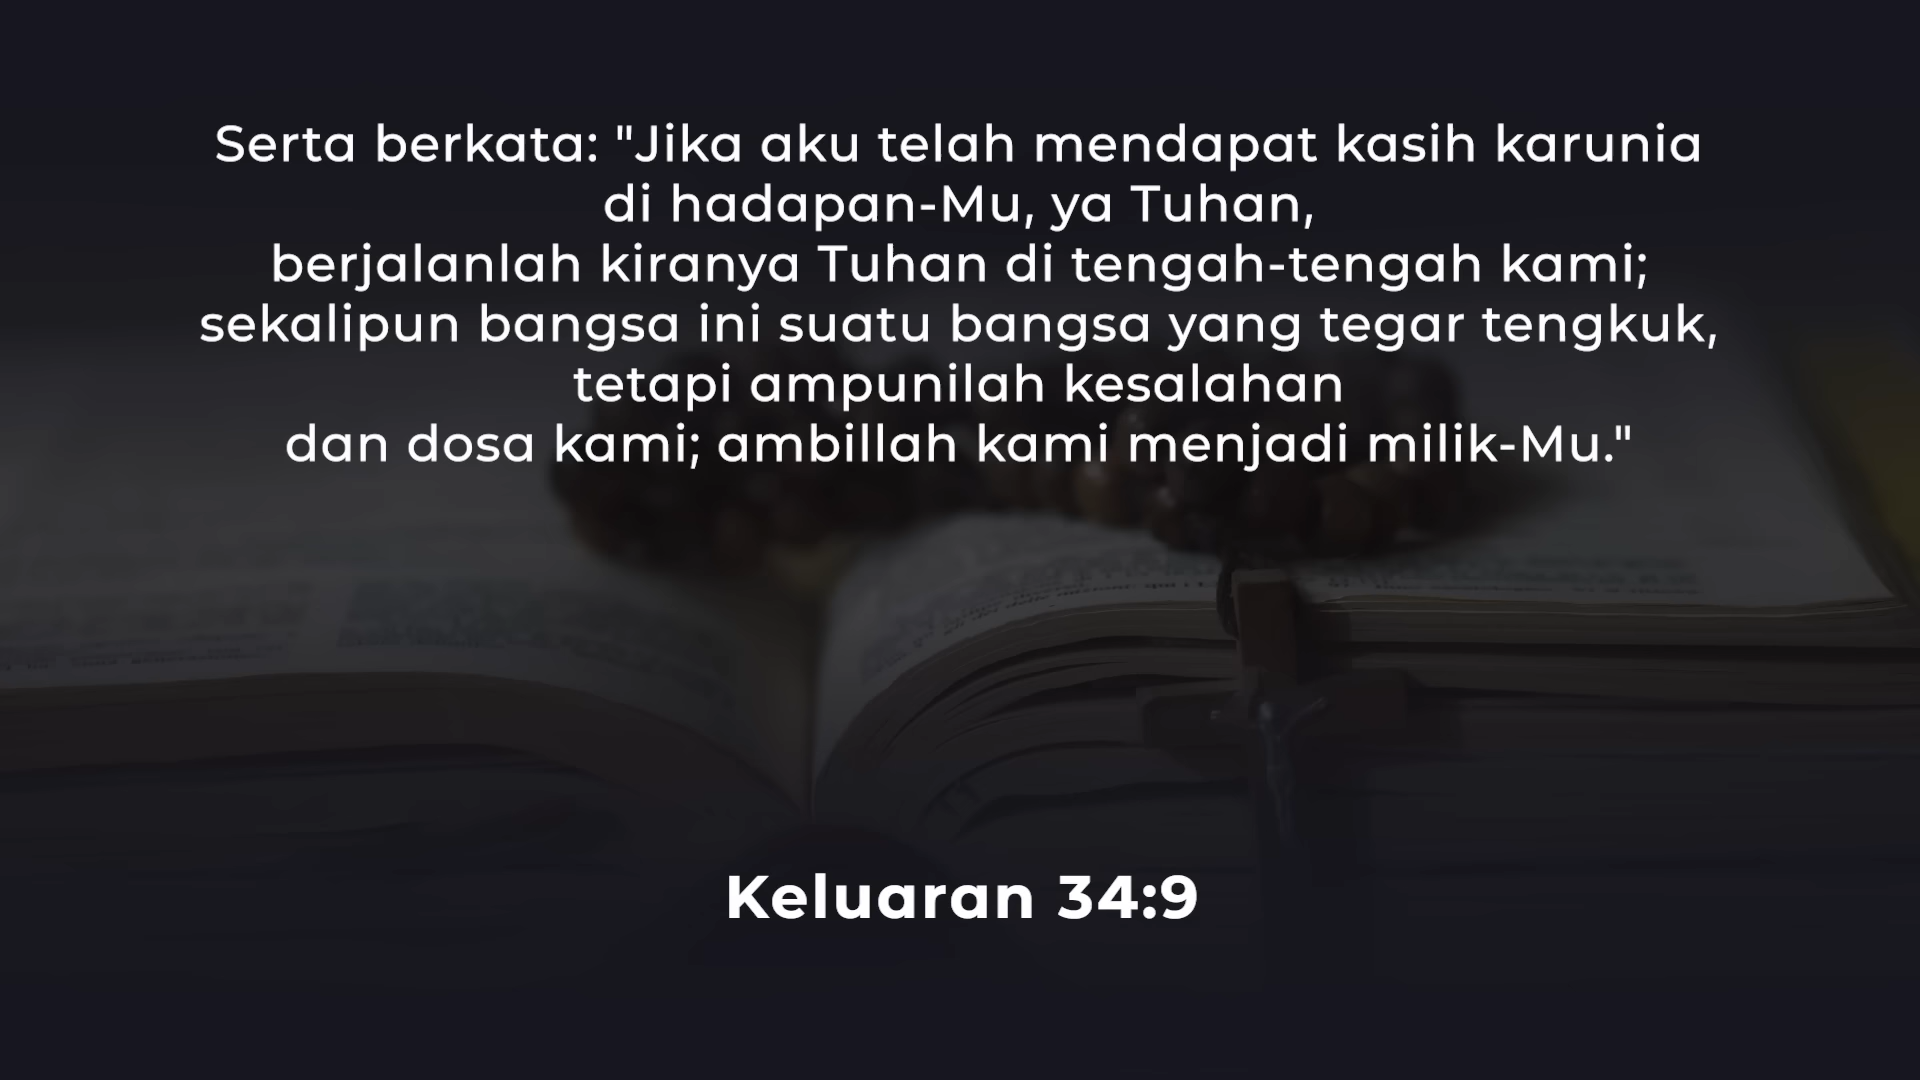 Serta berkata: "Jika aku telah mendapat kasih karunia
di hadapan-Mu, ya Tuhan,
berjalanlah kiranya Tuhan di tengah-tengah kami;
sekalipun bangsa ini suatu bangsa yang tegar tengkuk,
tetapi ampunilah kesalahan
dan dosa kami; ambillah kami menjadi milik-Mu."
Keluaran 34:9